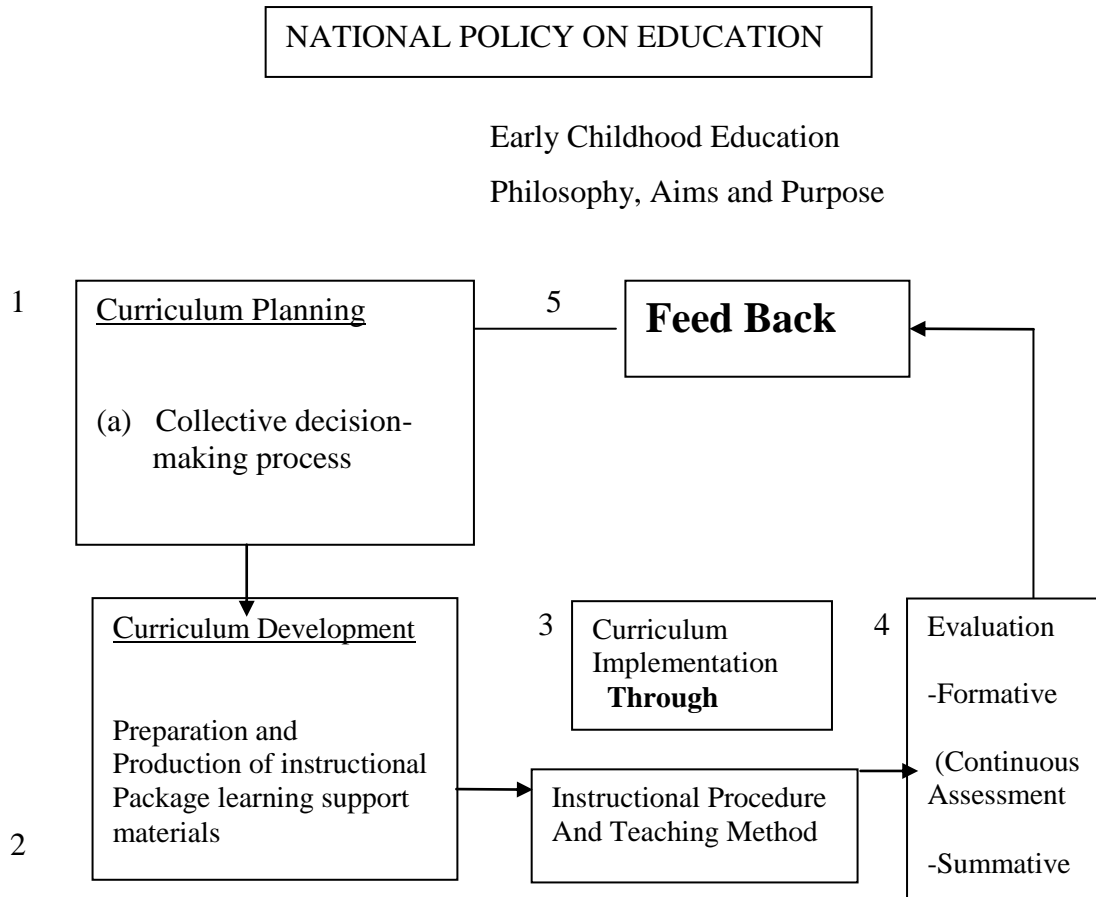 NATIONAL POLICY ON EDUCATION
Early Childhood Education
Philosophy, Aims and Purpose
1
Curriculum Planning
(a) Collective decision-
making process
5
Feed Back
2
Curriculum Development
Preparation and
Production of instructional
Package learning support
materials
3
Curriculum
Implementation
Through
Instructional Procedure
And Teaching Method
4
Evaluation
-Formative
(Continuous
Assessment
-Summative